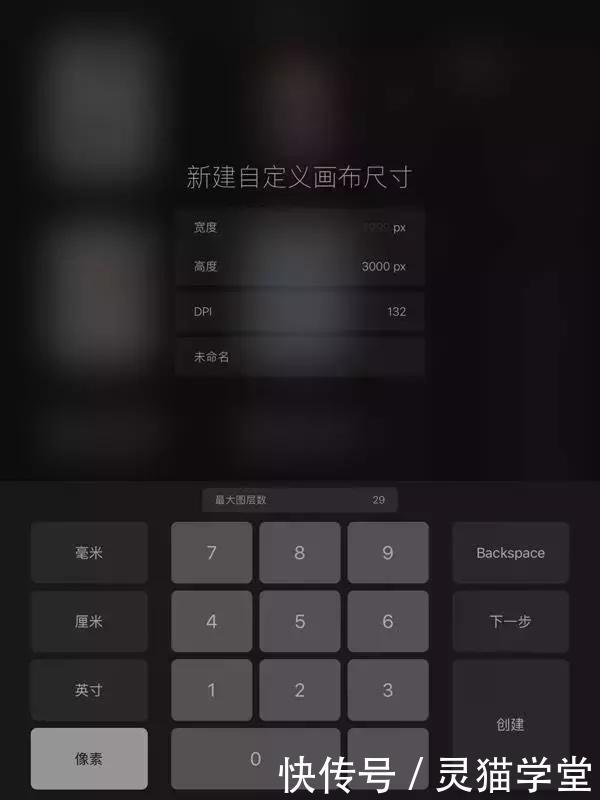 新建自定义画布尺寸
宽度 px
高度 3000 px
DPI 132
未命名
最大图层数 29
毫米 7 8 9 Backspace
厘米 4 5 6 下一步
英寸 1 2 3
创建
像素 0
快传号 / 灵猫学堂